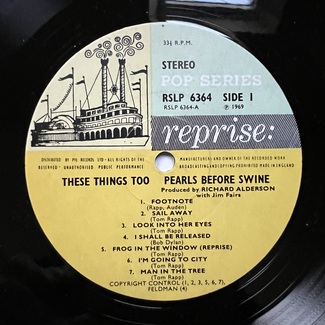 33⅓ R.P.M.
STEREO
POP SERIES
RSLP 6364 SIDE 1
RSLP 6364-A ℗ 1969
reprise:
DISTRIBUTED BY PYE RECORDS LTD · ALL RIGHTS OF THE MANUFACTURERS AND OWNER OF THE RECORDED WORK
RESERVED · UNAUTHORISED PUBLIC PERFORMANCE BROADCASTING AND COPYING PROHIBITED MADE IN ENGLAND
THESE THINGS TOO PEARLS BEFORE SWINE
Produced by RICHARD ALDERSON
with Jim Fairs
1. FOOTNOTE
(Rapp, Auden)
2. SAIL AWAY
(Tom Rapp)
3. LOOK INTO HER EYES
(Tom Rapp)
4. I SHALL BE RELEASED
(Bob Dylan)
5. FROG IN THE WINDOW (REPRISE)
(Tom Rapp)
6. I'M GOING TO CITY
(Tom Rapp)
7. MAN IN THE TREE
(Tom Rapp)
COPYRIGHT CONTROL (1, 2, 3, 5, 6, 7),
FELDMAN (4)